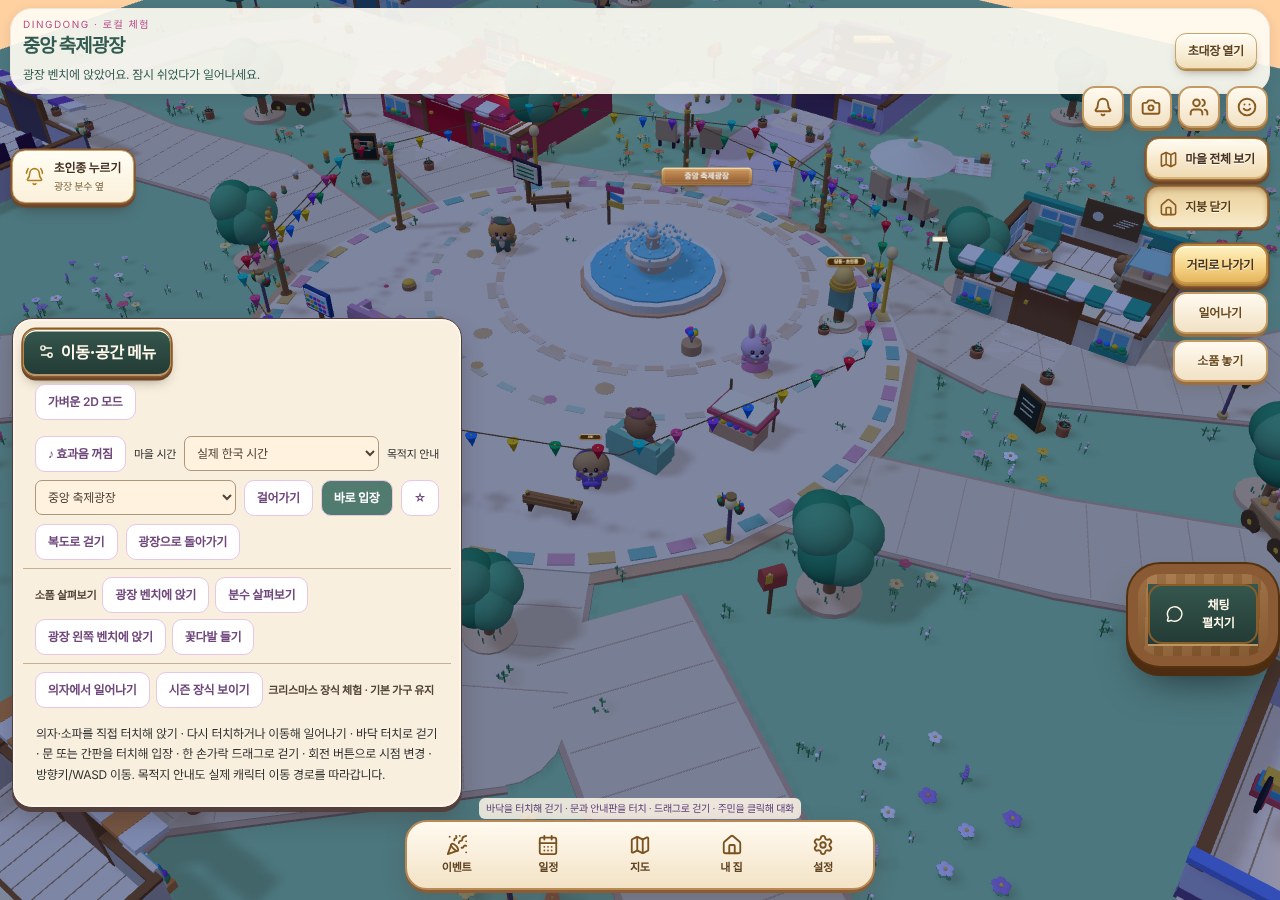 DINGDONG · 로컬 체험
중앙 축제광장
광장 벤치에 앉았어요. 잠시 쉬었다가 일어나세요.
초대장 열기
초인종 누르기
광장 분수 옆
중앙 축제광장
마을 전체 보기
지붕 닫기
거리로 나가기
일어나기
소품 놓기
이동·공간 메뉴
가벼운 2D 모드
♪ 효과음 꺼짐
마을 시간
실제 한국 시간
목적지 안내
중앙 축제광장
걸어가기
바로 입장
☆
복도로 걷기
광장으로 돌아가기
소품 살펴보기
광장 벤치에 앉기
분수 살펴보기
광장 왼쪽 벤치에 앉기
꽃다발 들기
의자에서 일어나기
시즌 장식 보이기
크리스마스 장식 체험 · 기본 가구 유지
의자·소파를 직접 터치해 앉기 · 다시 터치하거나 이동해 일어나기 · 바닥 터치로 걷기
· 문 또는 간판을 터치해 입장 · 한 손가락 드래그로 걷기 · 회전 버튼으로 시점 변경 ·
방향키/WASD 이동. 목적지 안내도 실제 캐릭터 이동 경로를 따라갑니다.
채팅
펼치기
바닥을 터치해 걷기 · 문과 안내판을 터치 · 드래그로 걷기 · 주민을 클릭해 대화
이벤트
일정
지도
내 집
설정